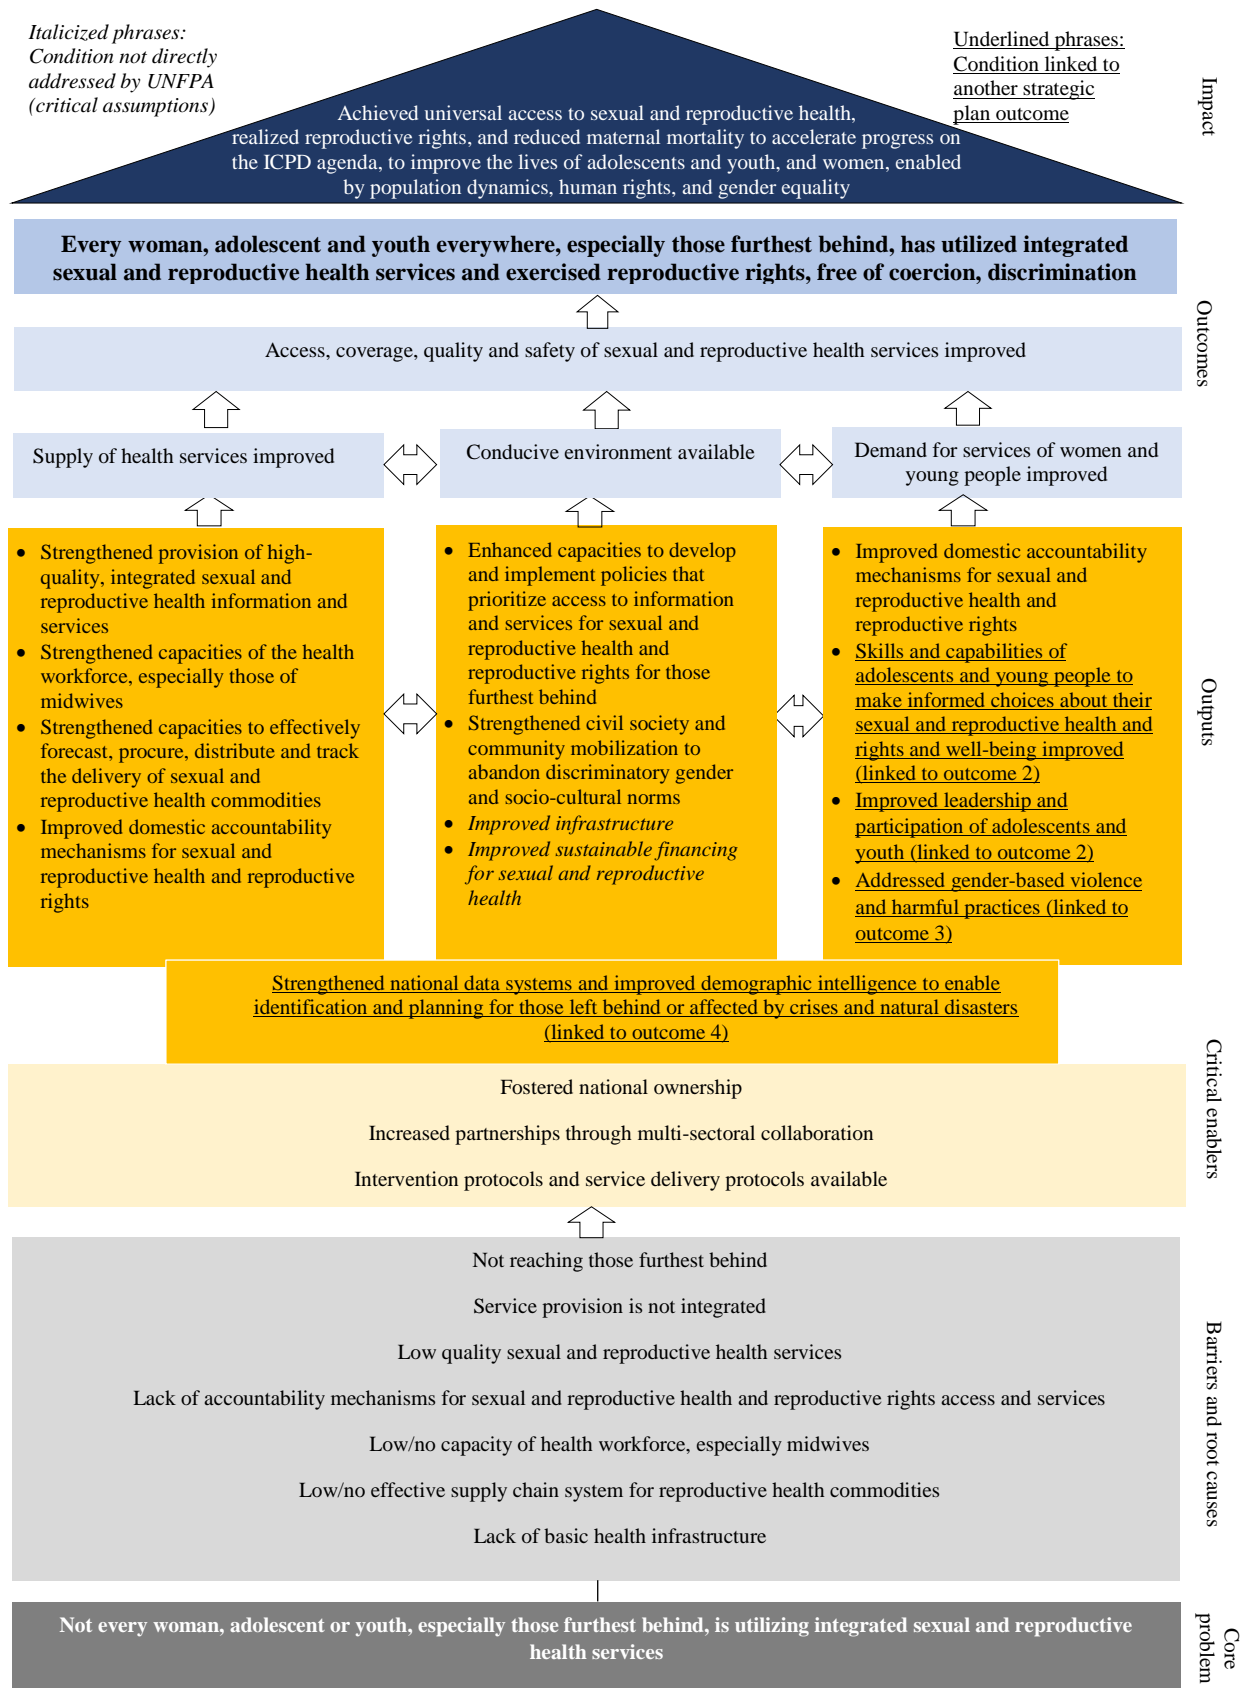 Italicized phrases:
Condition not directly
addressed by UNFPA
(critical assumptions)
Underlined phrases:
Condition linked to
another strategic
plan outcome
Impact
Achieved universal access to sexual and reproductive health,
realized reproductive rights, and reduced maternal mortality to accelerate progress on
the ICPD agenda, to improve the lives of adolescents and youth, and women, enabled
by population dynamics, human rights, and gender equality
Every woman, adolescent and youth everywhere, especially those furthest behind, has utilized integrated
sexual and reproductive health services and exercised reproductive rights, free of coercion, discrimination
Outcomes
Access, coverage, quality and safety of sexual and reproductive health services improved
Supply of health services improved
Conducive environment available
Demand for services of women and
young people improved
Outputs
• Strengthened provision of high-
quality, integrated sexual and
reproductive health information and
services
• Strengthened capacities of the health
workforce, especially those of
midwives
• Strengthened capacities to effectively
forecast, procure, distribute and track
the delivery of sexual and
reproductive health commodities
• Improved domestic accountability
mechanisms for sexual and
reproductive health and reproductive
rights
• Enhanced capacities to develop
and implement policies that
prioritize access to information
and services for sexual and
reproductive health and
reproductive rights for those
furthest behind
• Strengthened civil society and
community mobilization to
abandon discriminatory gender
and socio-cultural norms
• Improved infrastructure
• Improved sustainable financing
for sexual and reproductive
health
• Improved domestic accountability
mechanisms for sexual and
reproductive health and
reproductive rights
• Skills and capabilities of
adolescents and young people to
make informed choices about their
sexual and reproductive health and
rights and well-being improved
(linked to outcome 2)
• Improved leadership and
participation of adolescents and
youth (linked to outcome 2)
• Addressed gender-based violence
and harmful practices (linked to
outcome 3)
Strengthened national data systems and improved demographic intelligence to enable
identification and planning for those left behind or affected by crises and natural disasters
(linked to outcome 4)
Critical enablers
Fostered national ownership
Increased partnerships through multi-sectoral collaboration
Intervention protocols and service delivery protocols available
Barriers and root causes
Not reaching those furthest behind
Service provision is not integrated
Low quality sexual and reproductive health services
Lack of accountability mechanisms for sexual and reproductive health and reproductive rights access and services
Low/no capacity of health workforce, especially midwives
Low/no effective supply chain system for reproductive health commodities
Lack of basic health infrastructure
Core
problem
Not every woman, adolescent or youth, especially those furthest behind, is utilizing integrated sexual and reproductive
health services